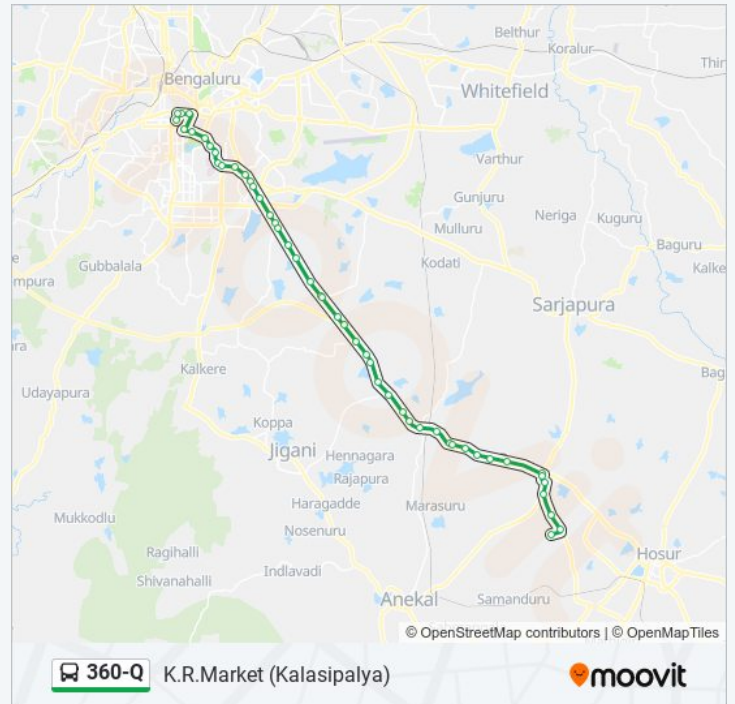 Belthur
Koralur
Bengaluru
Thir
Whitefield
Varthur
Gunjuru
Neriga
Kuguru
Mulluru
Baguru
e
Gubbalala
Kodati
Kalke
mpura
Sarjapura
ra
Kalkere
Bag
Udayapura
Koppa
Jigani
Hennagara
Rajapura
Haragadde
Marasuru
Mukkodlu
Nosenuru
Ragihalli
Indlavadi
Hosur
Shivanahalli
Anekal
Samanduru
© OpenStreetMap contributors | © OpenMapTiles
360-Q K.R.Market (Kalasipalya)
moovit